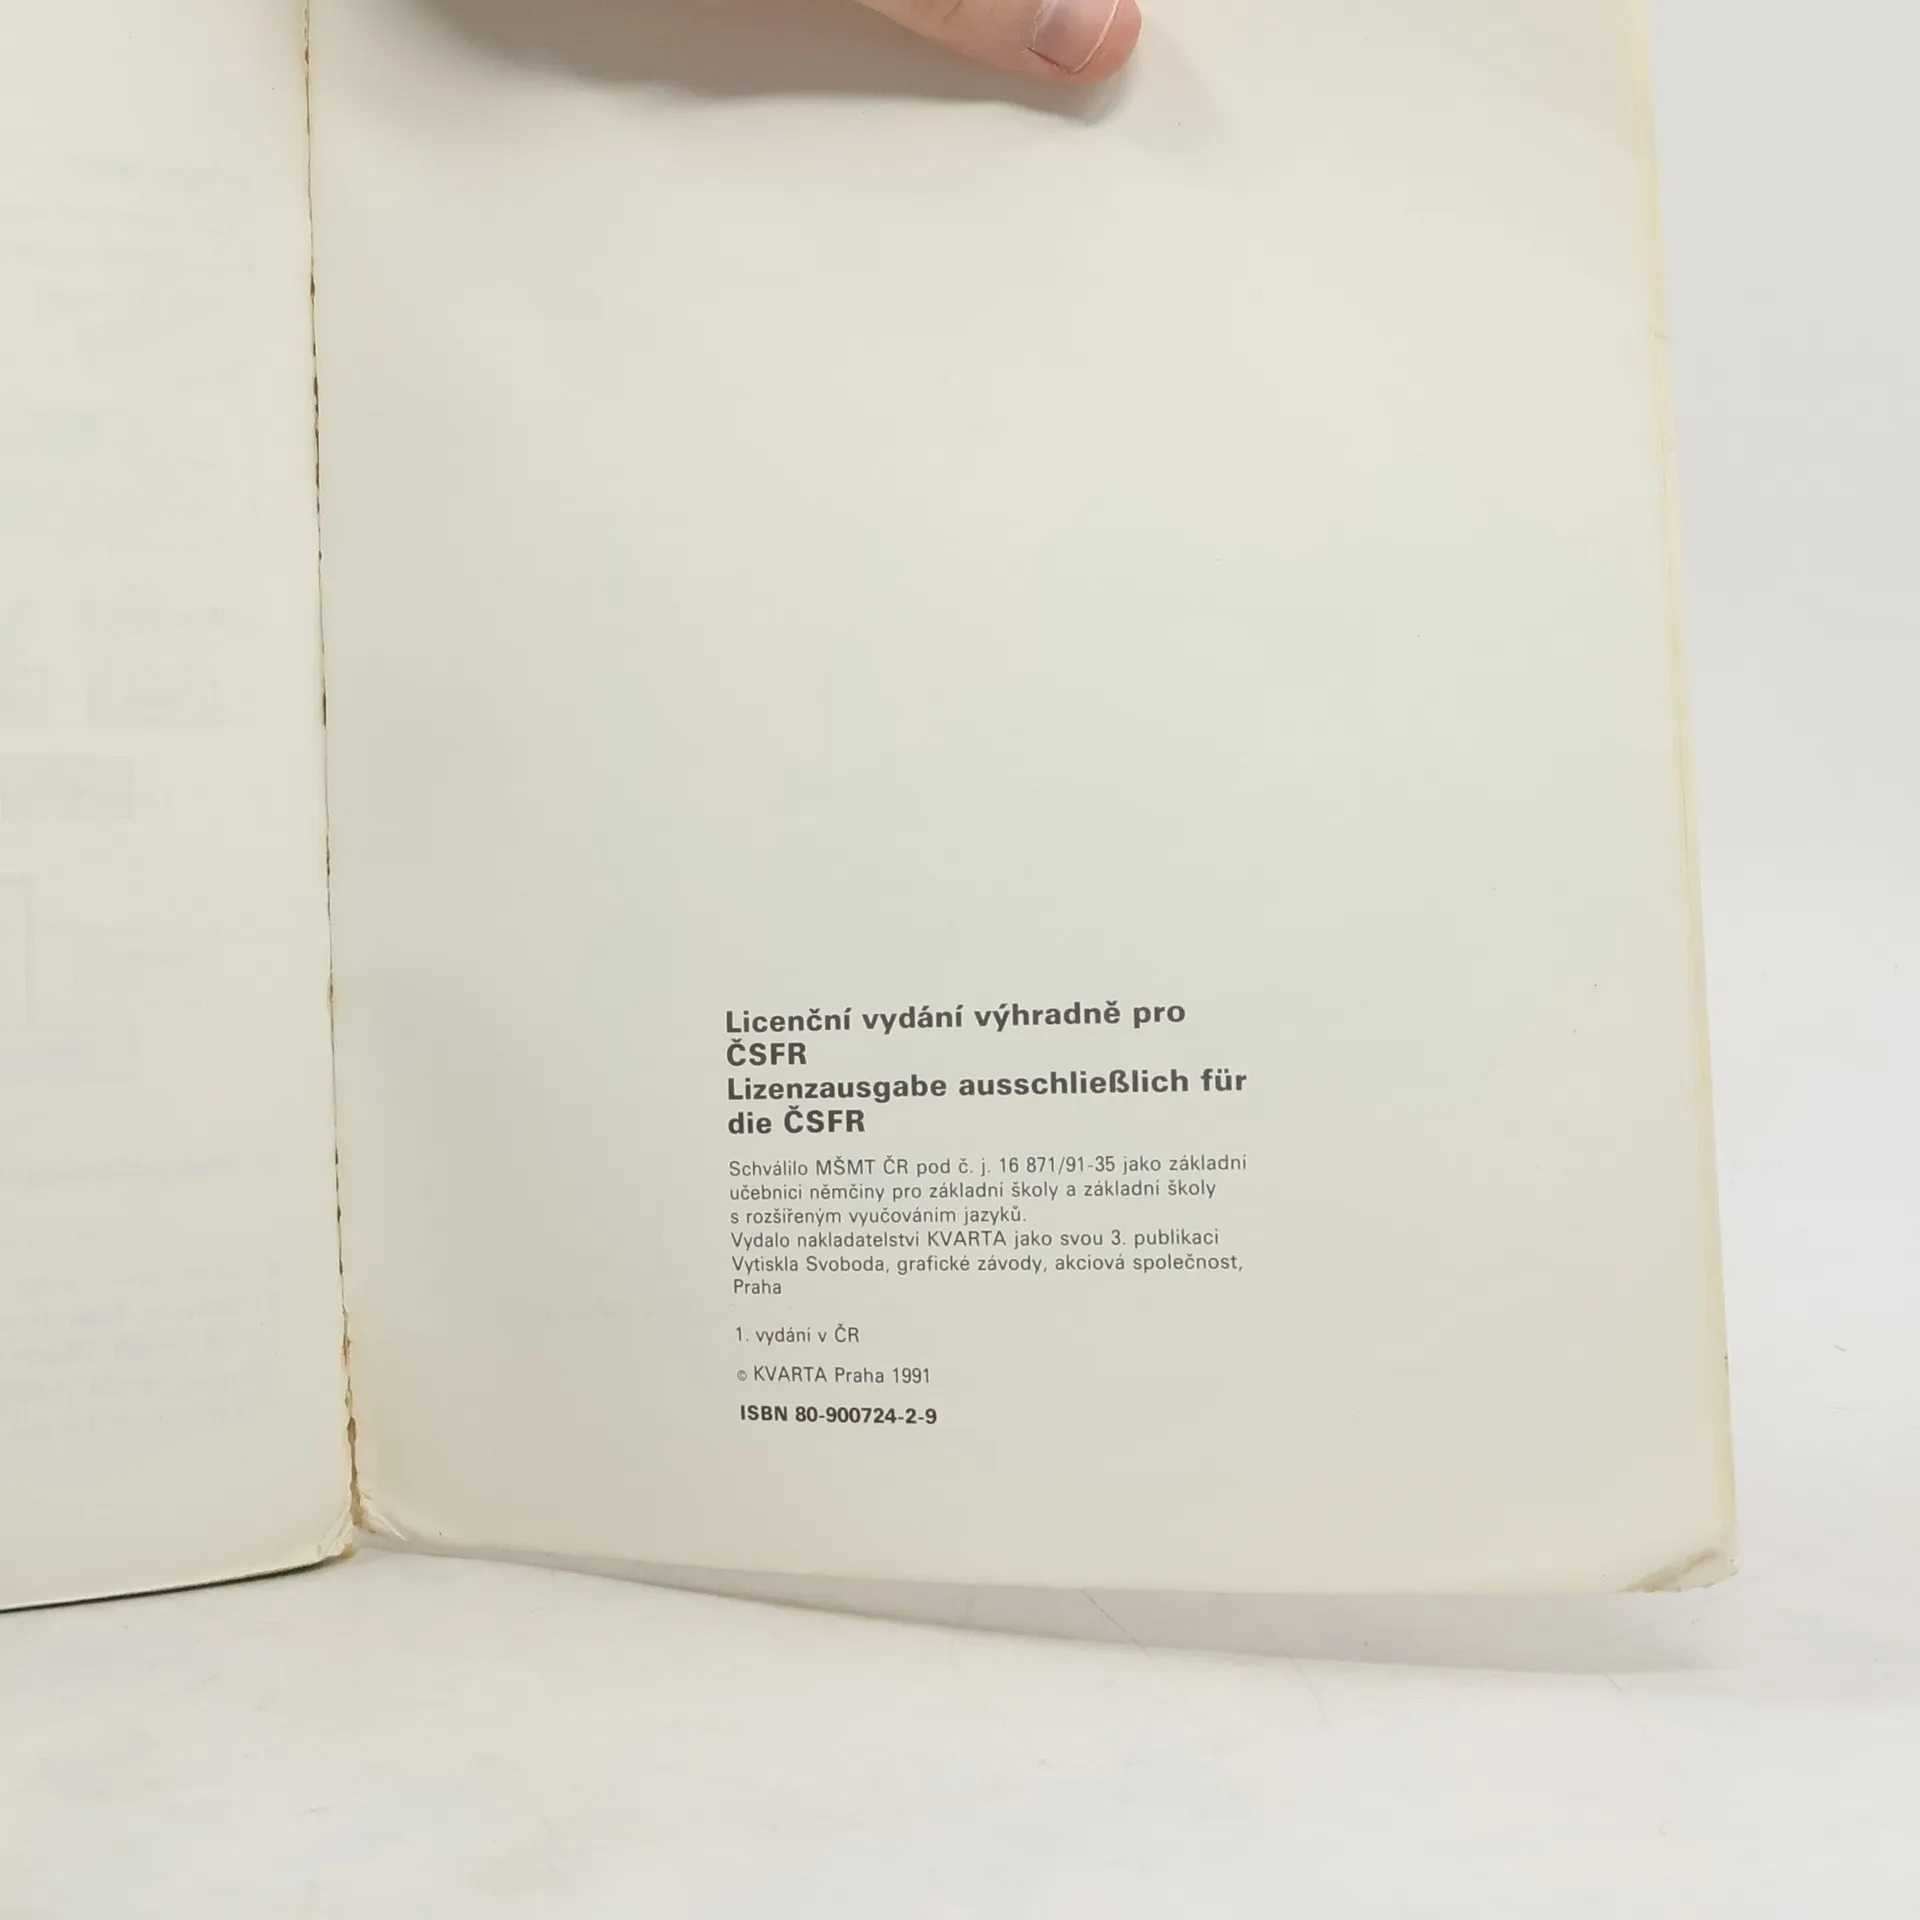 Licenční vydání výhradně pro
ČSFR
Lizenzausgabe ausschließlich für
die ČSFR
Schválilo MŠMT ČR pod č. j. 16 871/91-35 jako základní
učebnici němčiny pro základní školy a základní školy
s rozšířeným vyučováním jazyků.
Vydalo nakladatelství KVARTA jako svou 3. publikaci
Vytiskla Svoboda, grafické závody, akciová společnost,
Praha
1. vydání v ČR
© KVARTA Praha 1991
ISBN 80-900724-2-9